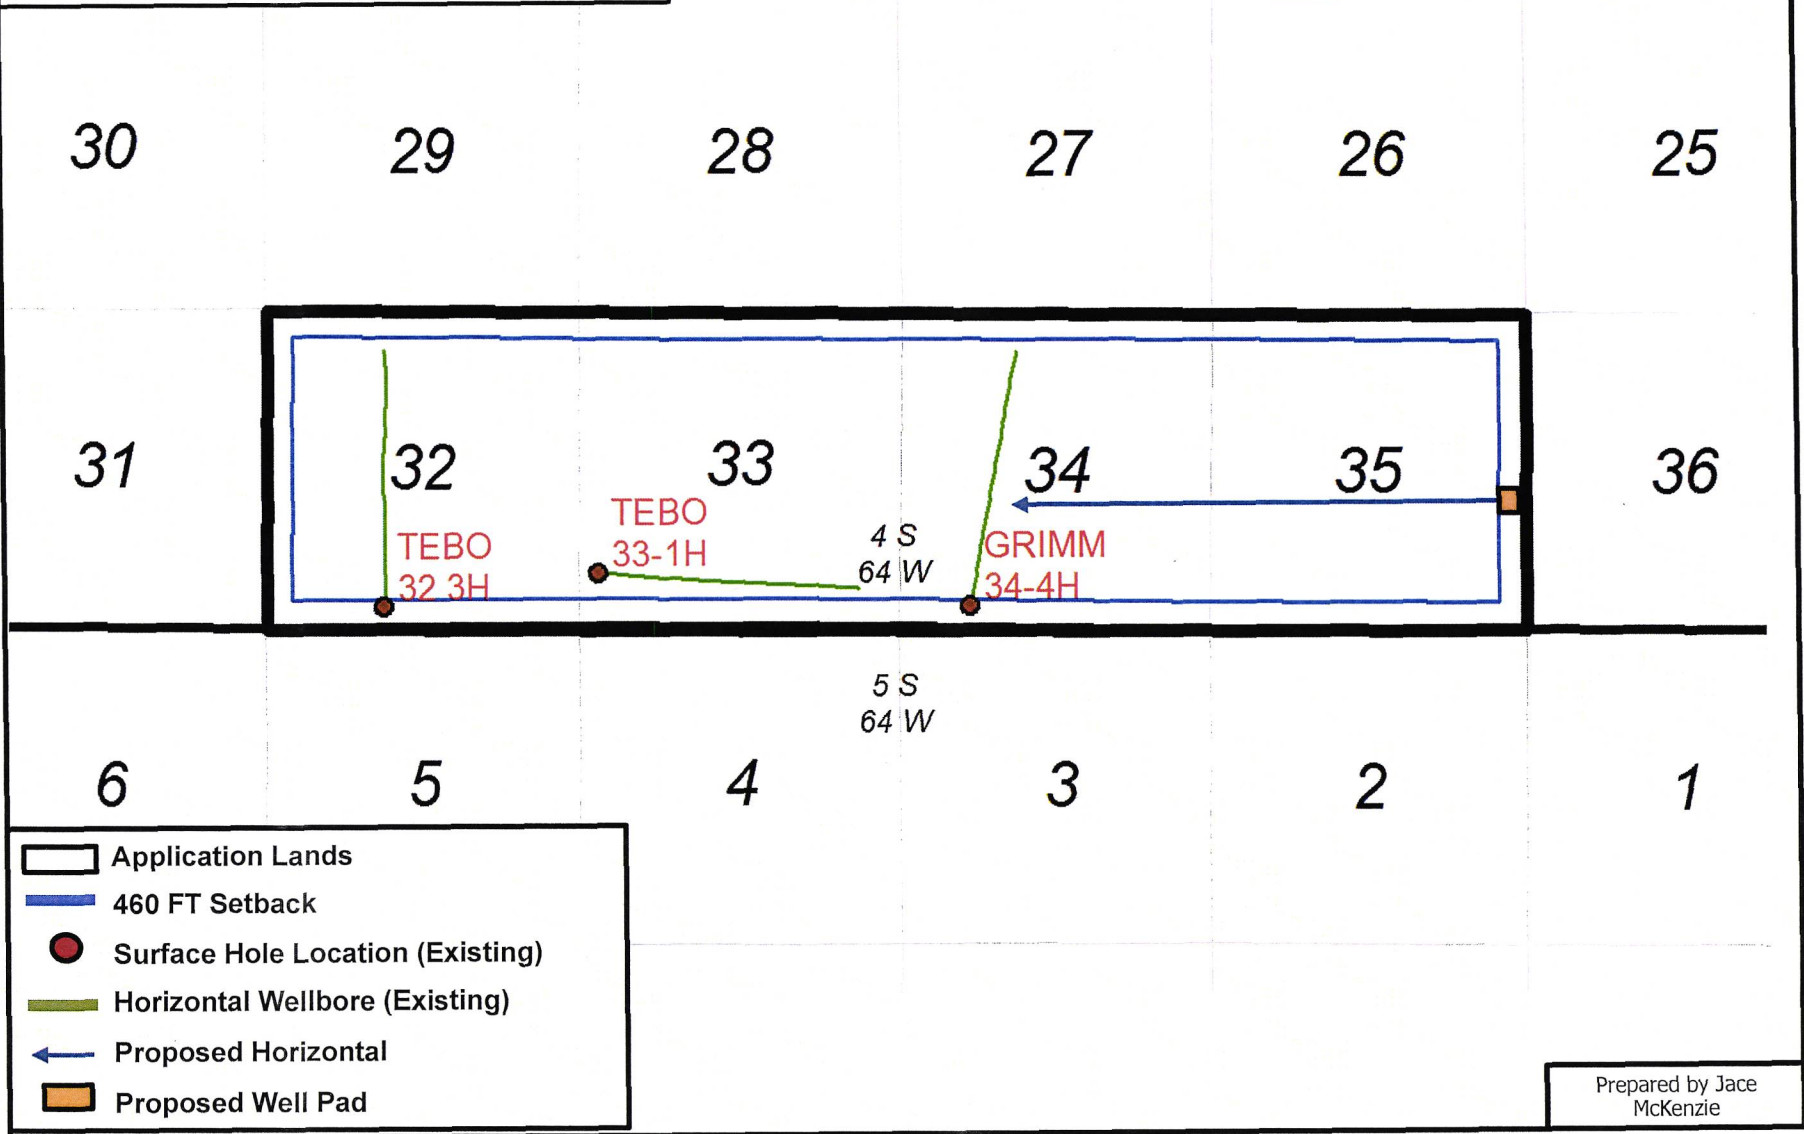 30 29 28 27 26 25
31 32 33 34 35 36
TEBO
33-1H
TEBO
32 3H
4 S
64 W
GRIMM
34-4H
5 S
64 W
6 5 4 3 2 1
Application Lands
460 FT Setback
Surface Hole Location (Existing)
Horizontal Wellbore (Existing)
Proposed Horizontal
Proposed Well Pad
Prepared by Jace
McKenzie